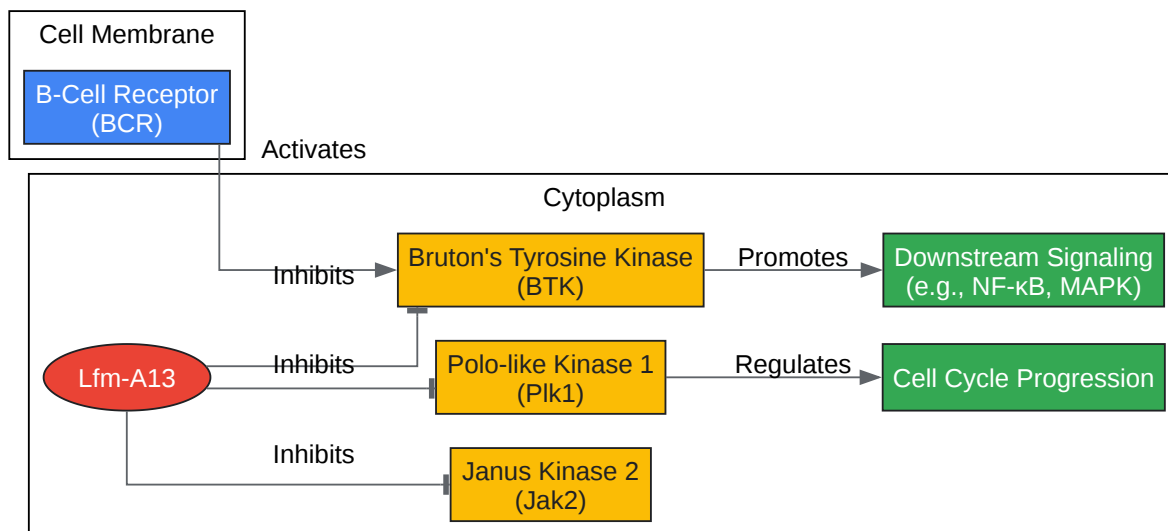 Cell Membrane
B-Cell Receptor
(BCR)
Activates
Cytoplasm
Inhibits
Bruton's Tyrosine Kinase
(BTK)
Promotes
Downstream Signaling
(e.g., NF-κB, MAPK)
Lfm-A13
Inhibits
Polo-like Kinase 1
(Plk1)
Regulates
Cell Cycle Progression
Inhibits
Janus Kinase 2
(Jak2)